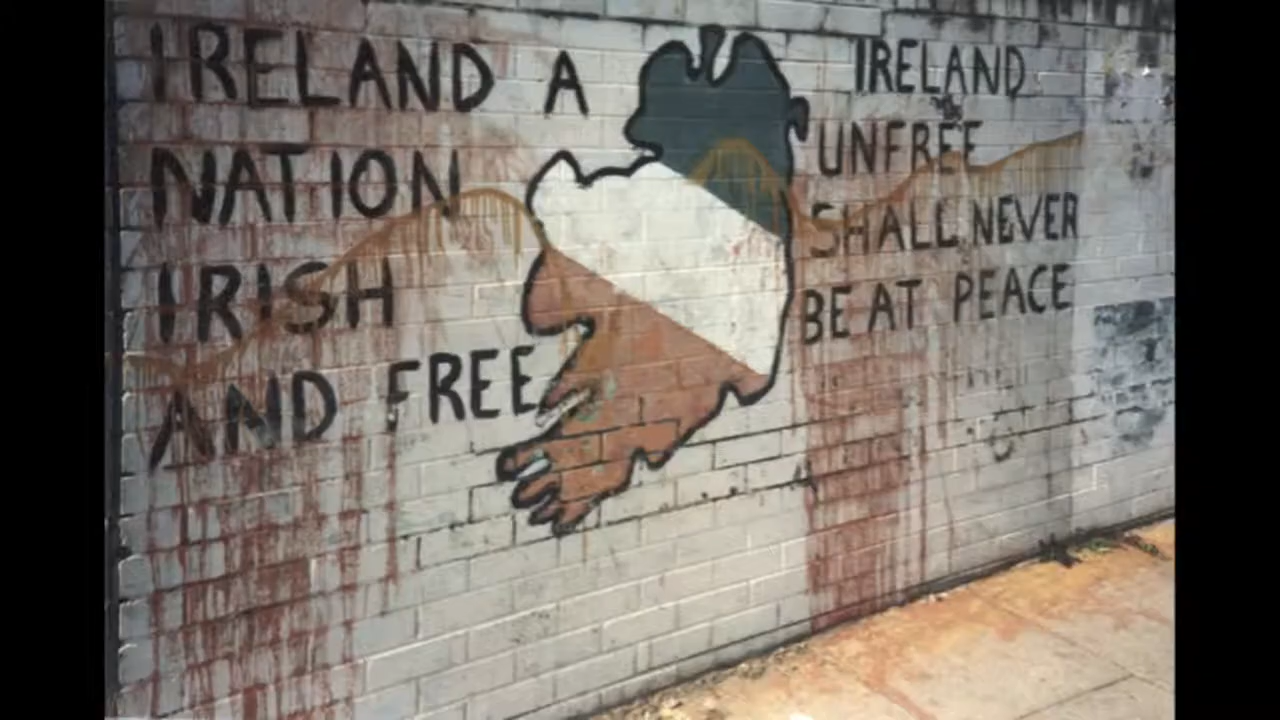 IRELAND A
NATION
IRISH
AND FREE
IRELAND
UNFREE
SHALL NEVER
BE AT PEACE